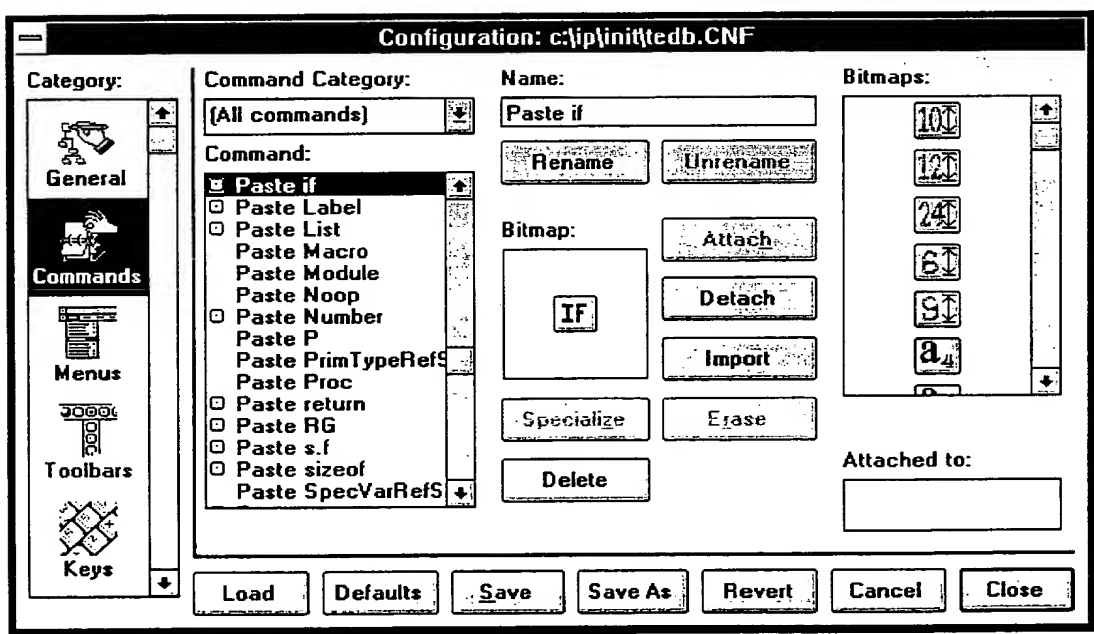 Configuration: c:\ip\init\tedb.CNF
Category:
General
Commands
Menus
Toolbars
Keys
Command Category:
(All commands)
Command:
Paste if
Paste Label
Paste List
Paste Macro
Paste Module
Paste Noop
Paste Number
Paste P
Paste PrimTypeRefS
Paste Proc
Paste return
Paste RG
Paste s.f
Paste sizeof
Paste SpecVarRefS
Name:
Paste if
Rename
Unrename
Bitmap:
IF
Attach
Detach
Import
Specialize
Erase
Delete
Bitmaps:
10
12
24
6
9
a4
Attached to:
Load
Defaults
Save
Save As
Revert
Cancel
Close